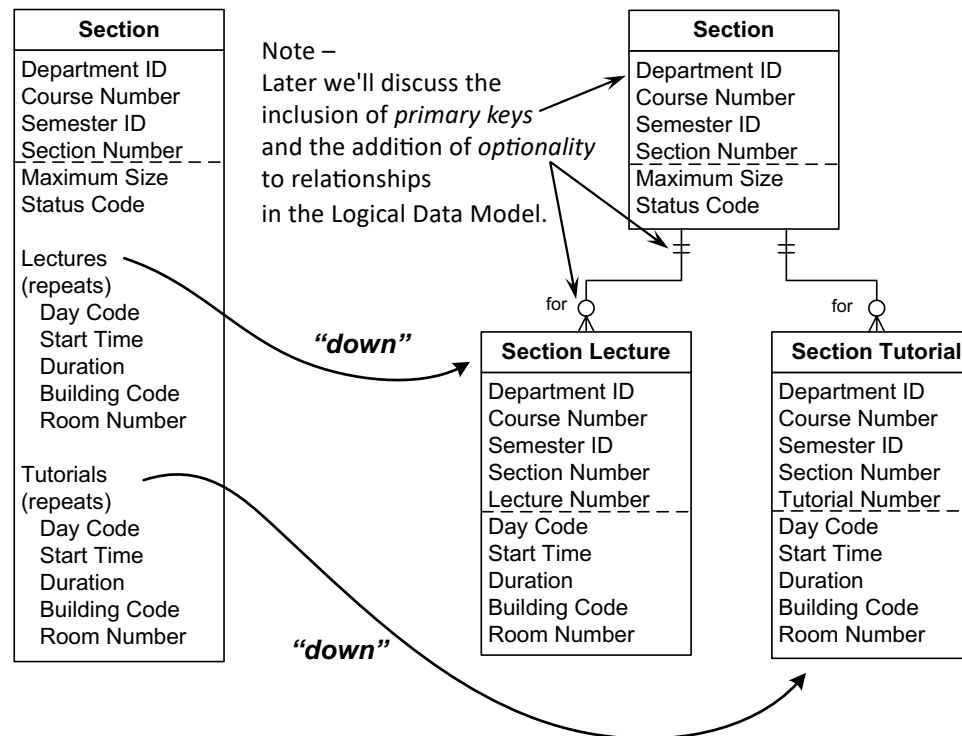 Section
Department ID
Course Number
Semester ID
Section Number
Maximum Size
Status Code
Lectures
(repeats)
Day Code
Start Time
Duration
Building Code
Room Number
Tutorials
(repeats)
Day Code
Start Time
Duration
Building Code
Room Number
Note –
Later we'll discuss the
inclusion of primary keys
and the addition of optionality
to relationships
in the Logical Data Model.
“down”
“down”
Section
Department ID
Course Number
Semester ID
Section Number
Maximum Size
Status Code
for
for
Section Lecture
Department ID
Course Number
Semester ID
Section Number
Lecture Number
Day Code
Start Time
Duration
Building Code
Room Number
Section Tutorial
Department ID
Course Number
Semester ID
Section Number
Tutorial Number
Day Code
Start Time
Duration
Building Code
Room Number